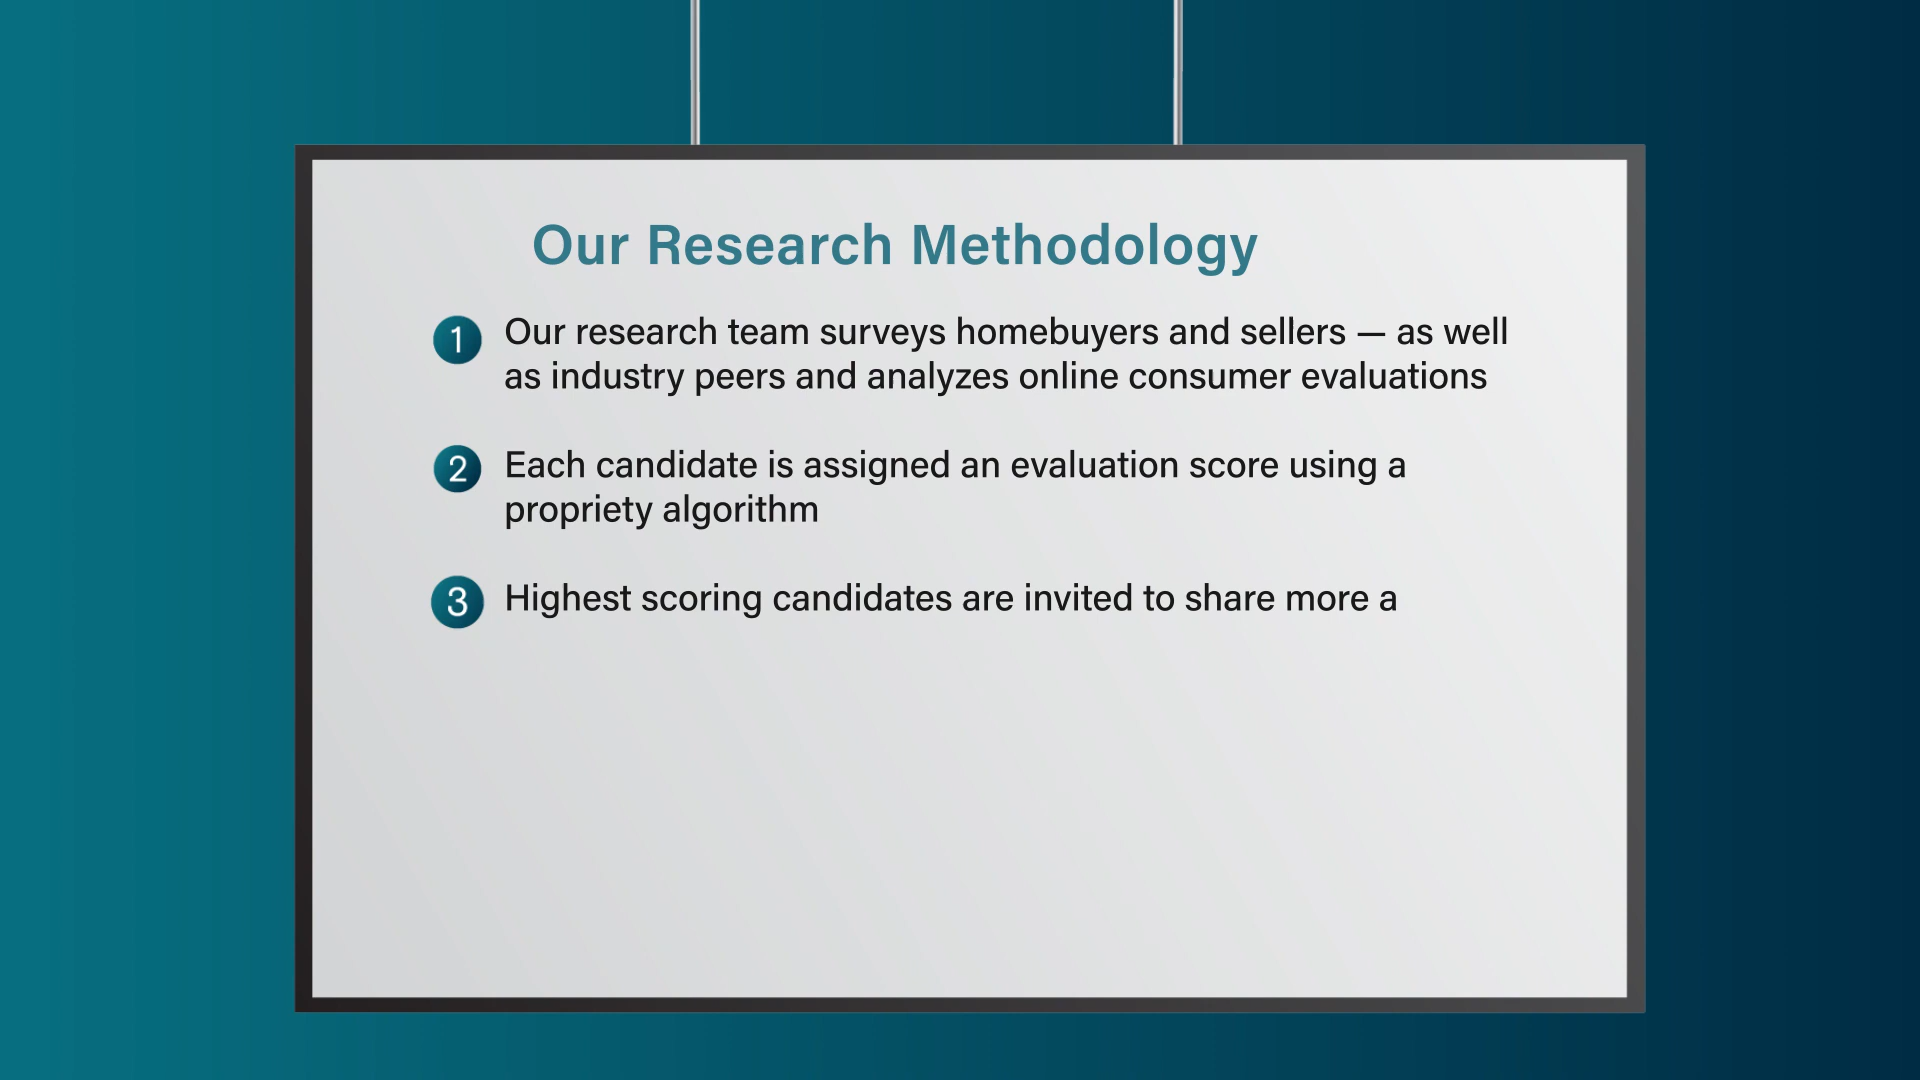 Our Research Methodology
1 Our research team surveys homebuyers and sellers — as well
as industry peers and analyzes online consumer evaluations
2 Each candidate is assigned an evaluation score using a
propriety algorithm
3 Highest scoring candidates are invited to share more a